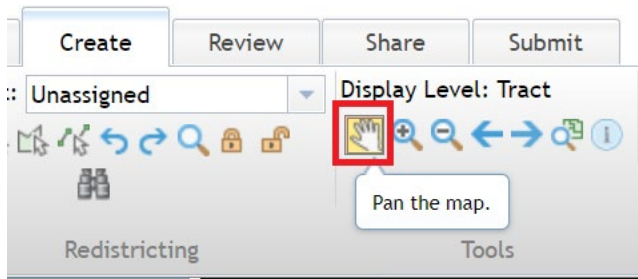 Create Review Share Submit
: Unassigned Display Level: Tract
Pan the map.
Redistricting Tools